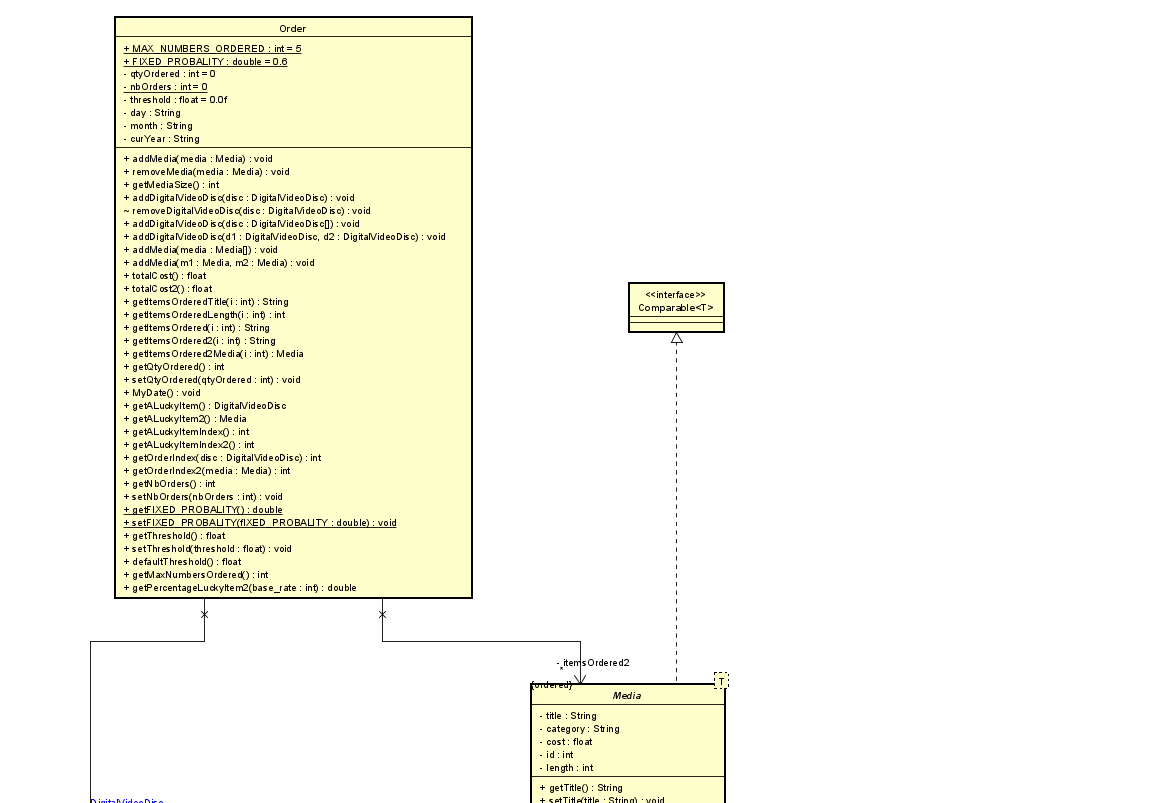 Order
+ MAX_NUMBERS_ORDERED : int = 5
+ FIXED_PROBALITY : double = 0.6
- qtyOrdered : int = 0
- nbOrders : int = 0
- threshold : float = 0.0f
- day : String
- month : String
- curYear : String
+ addMedia(media : Media) : void
+ removeMedia(media : Media) : void
+ getMediaSize() : int
+ addDigitalVideoDisc(disc : DigitalVideoDisc) : void
~ removeDigitalVideoDisc(disc : DigitalVideoDisc) : void
+ addDigitalVideoDisc(disc : DigitalVideoDisc[]) : void
+ addDigitalVideoDisc(d1 : DigitalVideoDisc, d2 : DigitalVideoDisc) : void
+ addMedia(media : Media[]) : void
+ addMedia(m1 : Media, m2 : Media) : void
+ totalCost() : float
+ totalCost2() : float
+ getItemsOrderedTitle(i : int) : String
+ getItemsOrderedLength(i : int) : int
+ getItemsOrdered(i : int) : String
+ getItemsOrdered2(i : int) : String
+ getItemsOrdered2Media(i : int) : Media
+ getQtyOrdered() : int
+ setQtyOrdered(qtyOrdered : int) : void
+ MyDate() : void
+ getALuckyItem() : DigitalVideoDisc
+ getALuckyItem2() : Media
+ getALuckyItemIndex() : int
+ getALuckyItemIndex2() : int
+ getOrderIndex(disc : DigitalVideoDisc) : int
+ getOrderIndex2(media : Media) : int
+ getNbOrders() : int
+ setNbOrders(nbOrders : int) : void
+ getFIXED_PROBALITY() : double
+ setFIXED_PROBALITY(fIXED_PROBALITY : double) : void
+ getThreshold() : float
+ setThreshold(threshold : float) : void
+ defaultThreshold() : float
+ getMaxNumbersOrdered() : int
+ getPercentageLuckyItem2(base_rate : int) : double
<<interface>>
Comparable<T>
- itemsOrdered2
*
{ordered}
T
Media
- title : String
- category : String
- cost : float
- id : int
- length : int
+ getTitle() : String
+ setTitle(title : String) : void
DigitalVideoDisc